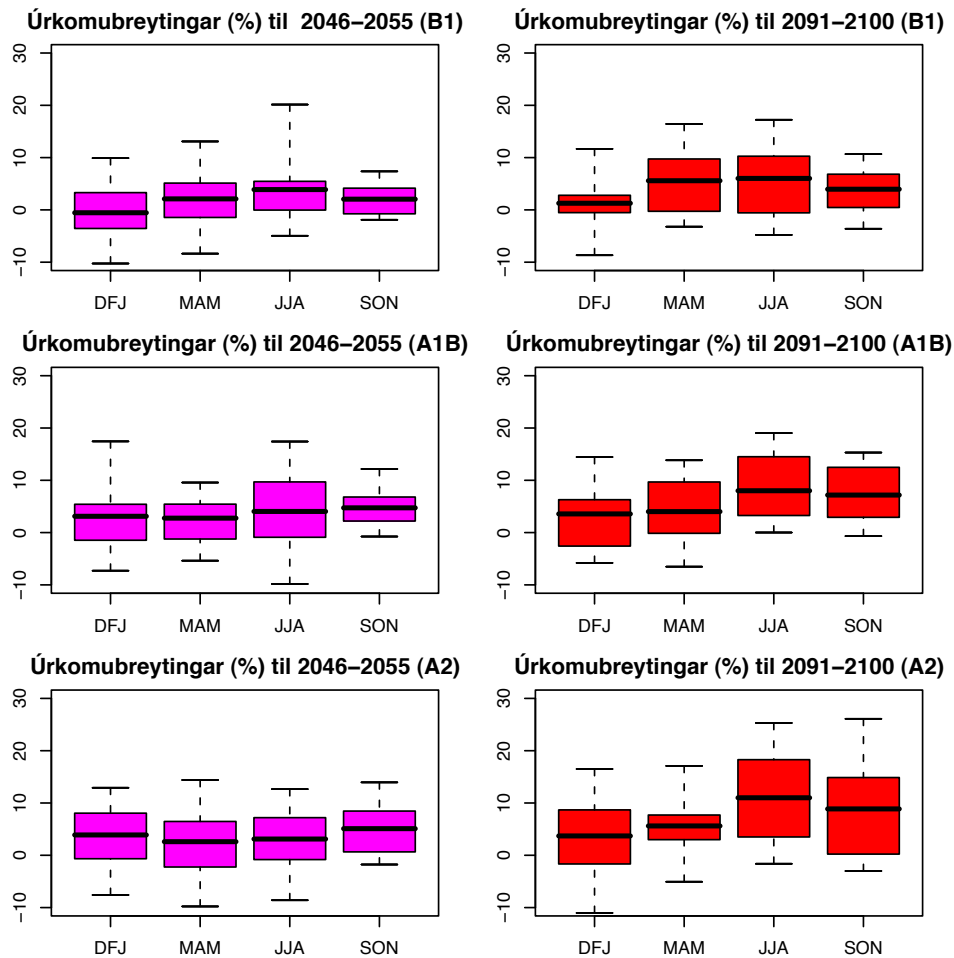 Úrkomubreytingar (%) til 2046−2055 (B1)
30
20
10
0
−10
DFJ MAM JJA SON
Úrkomubreytingar (%) til 2091−2100 (B1)
30
20
10
0
−10
DFJ MAM JJA SON
Úrkomubreytingar (%) til 2046−2055 (A1B)
30
20
10
0
−10
DFJ MAM JJA SON
Úrkomubreytingar (%) til 2091−2100 (A1B)
30
20
10
0
−10
DFJ MAM JJA SON
Úrkomubreytingar (%) til 2046−2055 (A2)
30
20
10
0
−10
DFJ MAM JJA SON
Úrkomubreytingar (%) til 2091−2100 (A2)
30
20
10
0
−10
DFJ MAM JJA SON